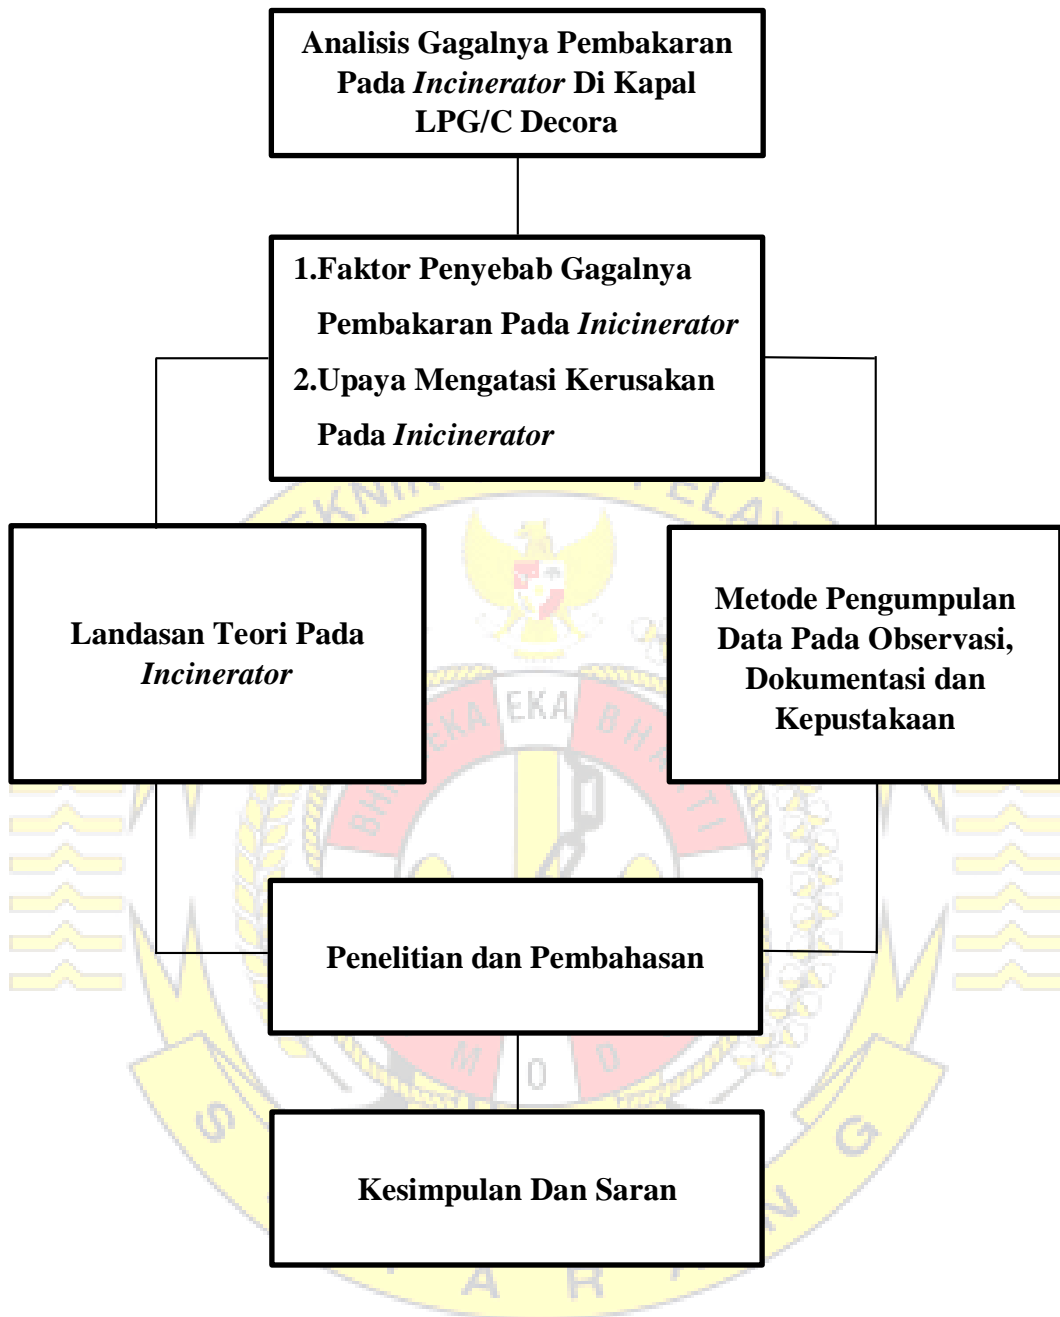 Analisis Gagalnya Pembakaran
Pada Incinerator Di Kapal
LPG/C Decora
1.Faktor Penyebab Gagalnya
Pembakaran Pada Inicinerator
2.Upaya Mengatasi Kerusakan
Pada Inicinerator
Landasan Teori Pada
Incinerator
Metode Pengumpulan
Data Pada Observasi,
Dokumentasi dan
Kepustakaan
EKA
Penelitian dan Pembahasan
Kesimpulan Dan Saran